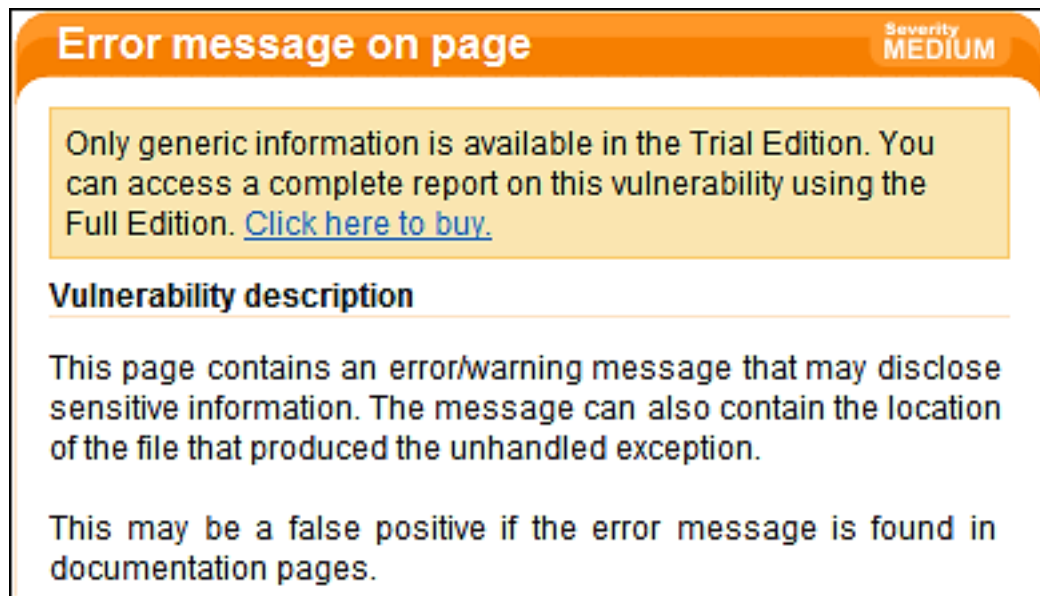 Error message on page
Severity
MEDIUM
Only generic information is available in the Trial Edition. You
can access a complete report on this vulnerability using the
Full Edition. Click here to buy.
Vulnerability description
This page contains an error/warning message that may disclose
sensitive information. The message can also contain the location
of the file that produced the unhandled exception.
This may be a false positive if the error message is found in
documentation pages.